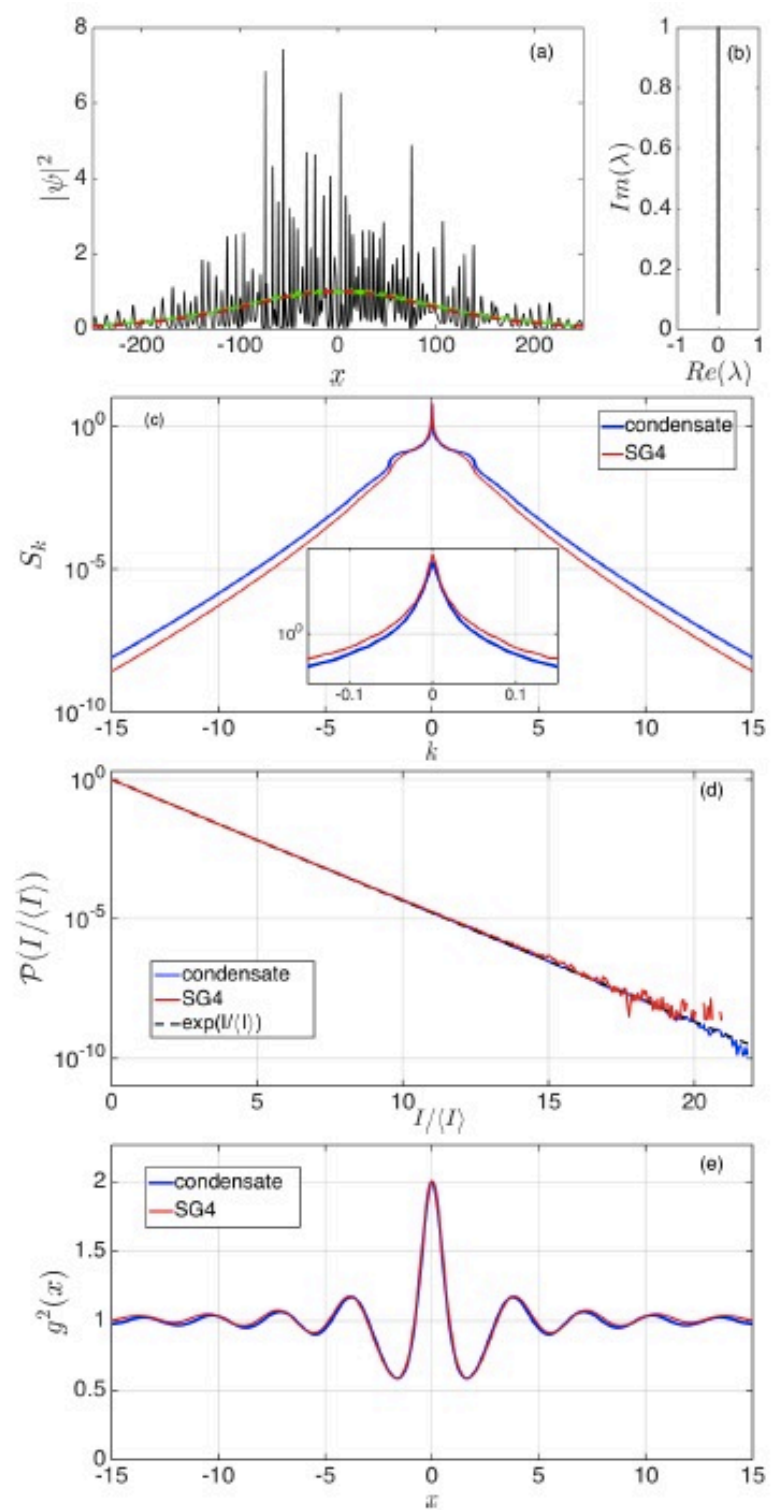 (a)
|ψ|²
8
6
4
2
0
-200 -100 0 100 200
x
(b)
Im(λ)
1
0.8
0.6
0.4
0.2
0
-1 0 1
Re(λ)
(c)
condensate
SG4
S_k
10⁰
10⁻⁵
10⁻¹⁰
10⁰
-0.1 0 0.1
-15 -10 -5 0 5 10 15
k
(d)
P(I/⟨I⟩)
10⁰
10⁻⁵
10⁻¹⁰
condensate
SG4
exp(I/⟨I⟩)
0 5 10 15 20
I/⟨I⟩
(e)
condensate
SG4
g²(x)
2
1.5
1
0.5
0
-15 -10 -5 0 5 10 15
x